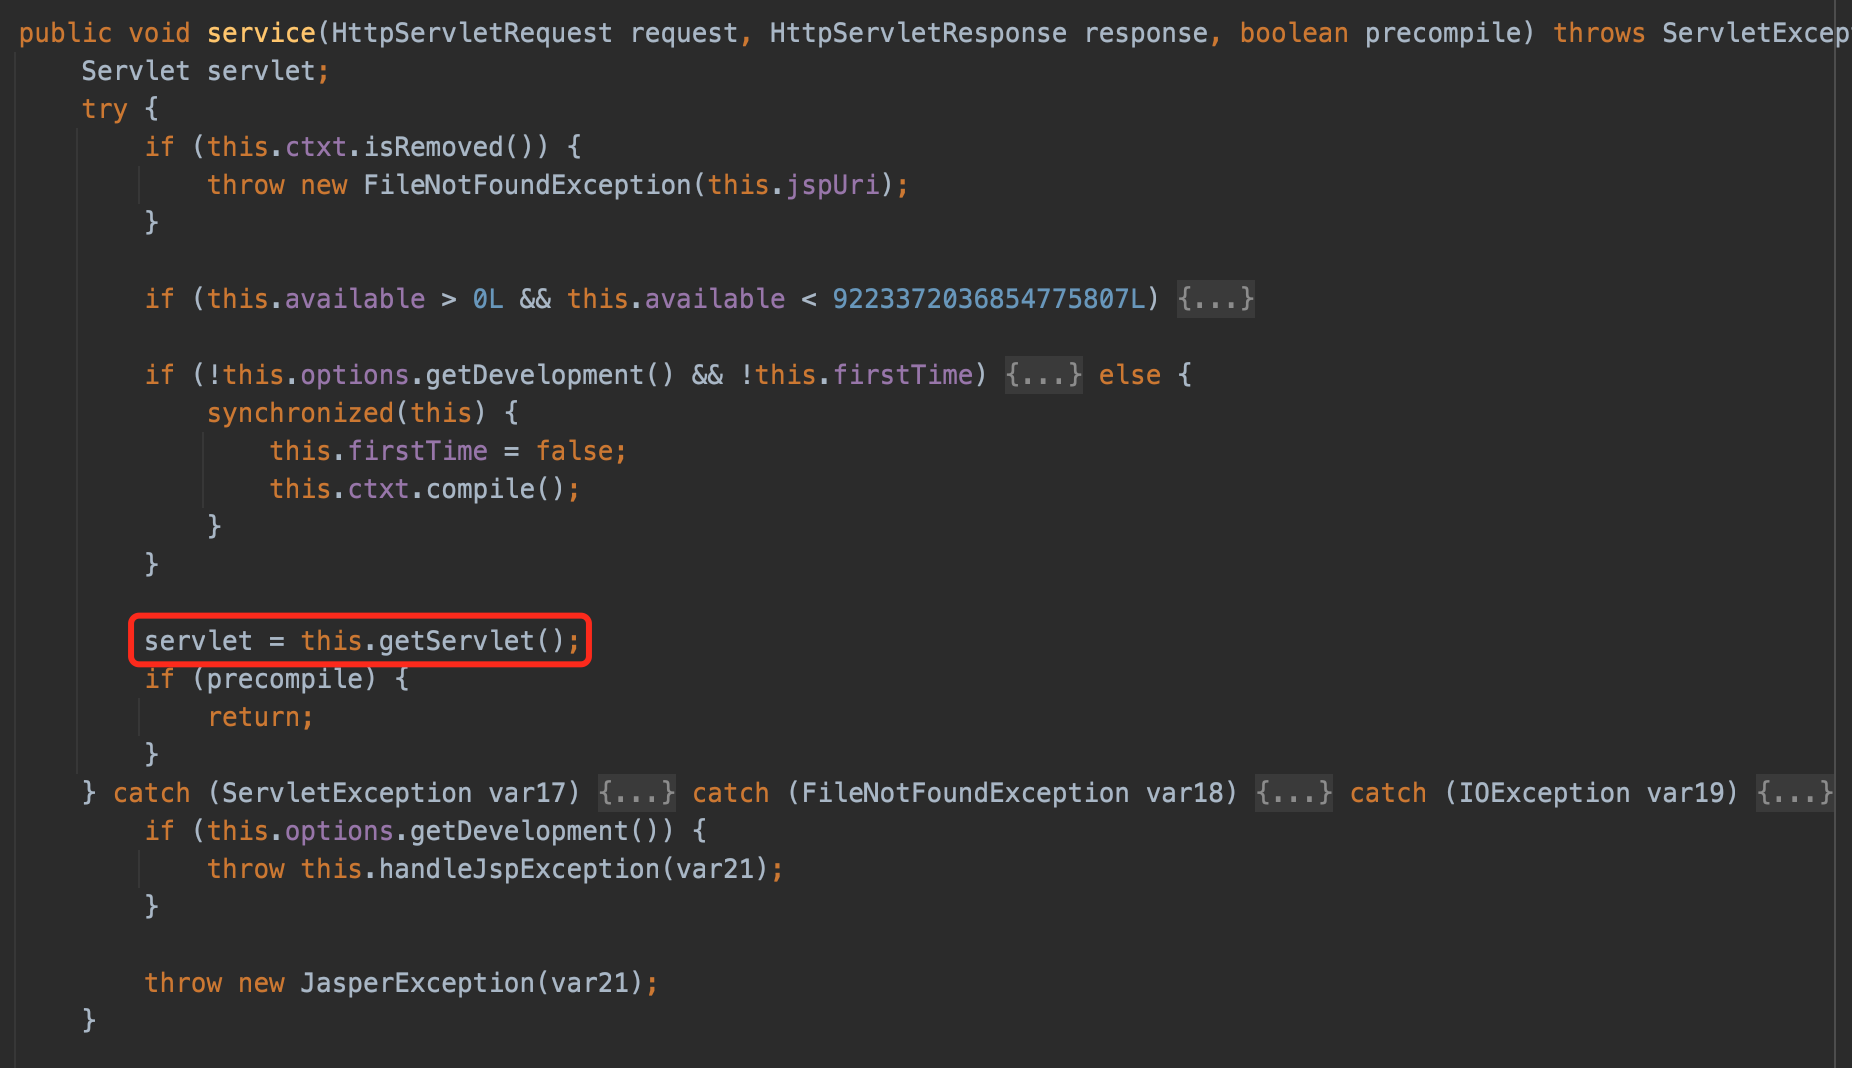 public void service(HttpServletRequest request, HttpServletResponse response, boolean precompile) throws ServletExcep
Servlet servlet;
try {
if (this.ctxt.isRemoved()) {
throw new FileNotFoundException(this.jspUri);
}
if (this.available > 0L && this.available < 9223372036854775807L) {...}
if (!this.options.getDevelopment() && !this.firstTime) {...} else {
synchronized(this) {
this.firstTime = false;
this.ctxt.compile();
}
}
servlet = this.getServlet();
if (precompile) {
return;
}
} catch (ServletException var17) {...} catch (FileNotFoundException var18) {...} catch (IOException var19) {...}
if (this.options.getDevelopment()) {
throw this.handleJspException(var21);
}
throw new JasperException(var21);
}